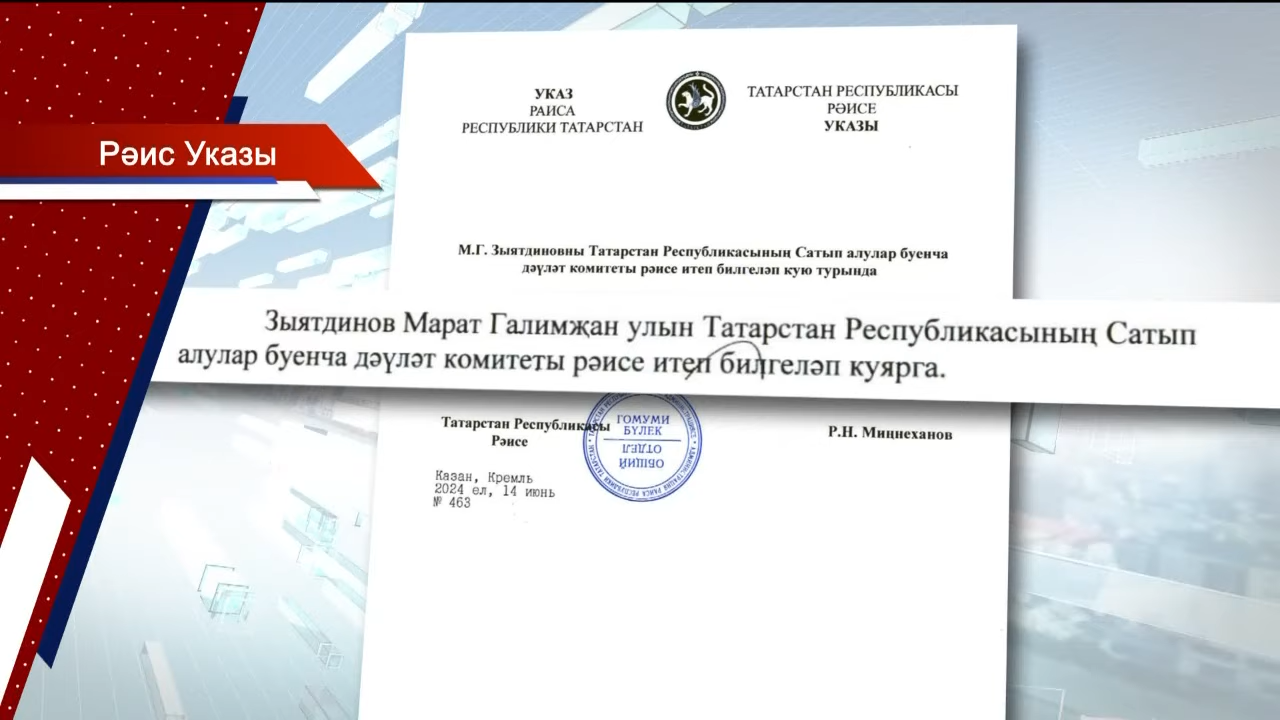 Рәис Указы
УКАЗ
РАИСА
РЕСПУБЛИКИ ТАТАРСТАН
ТАТАРСТАН РЕСПУБЛИКАСЫ
РӘИСЕ
УКАЗЫ
М.Г. Зыятдиновны Татарстан Республикасының Сатып алулар буенча
дәүләт комитеты рәисе итеп билгеләп кую турында
Зыятдинов Марат Галимҗан улын Татарстан Республикасының Сатып
алулар буенча дәүләт комитеты рәисе итеп билгеләп куярга.
Татарстан Республикасы
Рәисе
Р.Н. Миңнеханов
ГОМУМИ
БҮЛЕК
ОБЩИЙ
ОТДЕЛ
Казан, Кремль
2024 ел, 14 июнь
№ 463